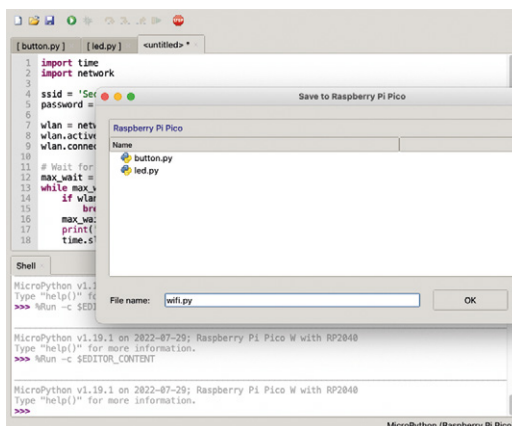 [ button.py ]
[ led.py ]
<untitled> *
1 import time
2 import network
3
4 ssid = 'Sec
5 password =
6
7 wlan = netw
8 wlan.active
9 wlan.connec
10
11 # Wait for
12 max_wait =
13 while max_w
14 if wlan
15 bre
16 max_wai
17 print('
18 time.sl
Save to Raspberry Pi Pico
Raspberry Pi Pico
Name
button.py
led.py
File name:
wifi.py
OK
Shell
MicroPython v1.1
Type "help()" fo
>>> %Run -c $EDI
MicroPython v1.19.1 on 2022-07-29; Raspberry Pi Pico W with RP2040
Type "help()" for more information.
>>> %Run -c $EDITOR_CONTENT
MicroPython v1.19.1 on 2022-07-29; Raspberry Pi Pico W with RP2040
Type "help()" for more information.
>>>
MicroPython (Raspberry Pi Pico